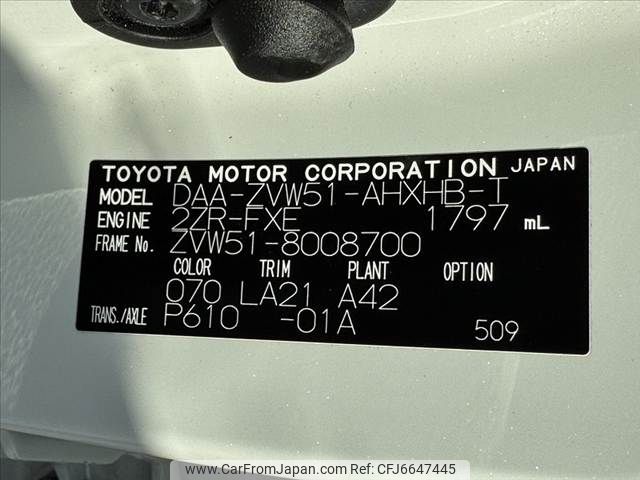 TOYOTA MOTOR CORPORATION JAPAN
MODEL DAA-ZVW51-AHXHB-T
ENGINE 2ZR-FXE 1797 mL
FRAME No. ZVW51-8008700
COLOR TRIM PLANT OPTION
070 LA21 A42
TRANS./AXLE P610 -01A
509
www.CarFromJapan.com - CFJ6647445